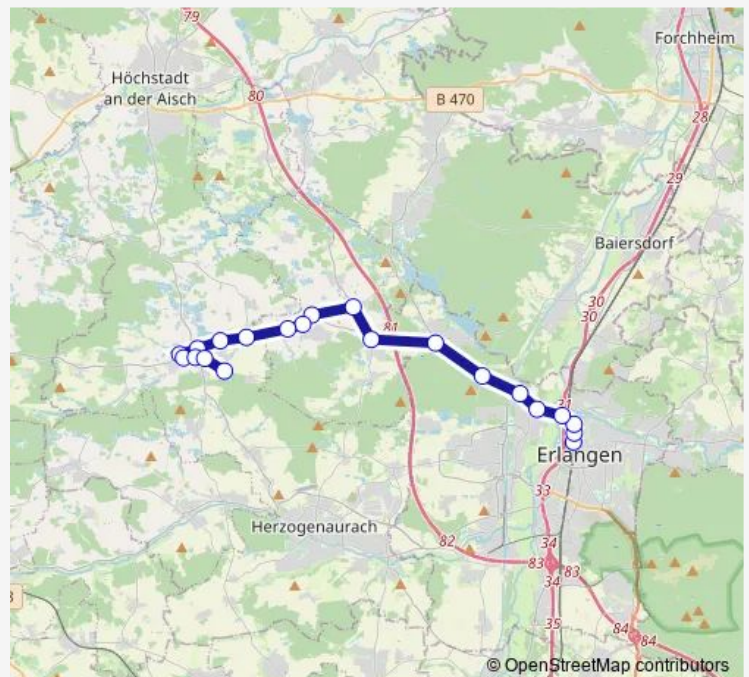 79
Forchheim
Höchstadt
an der Aisch
80
B 470
28
29
Baiersdorf
30
30
81
31
Erlangen
33
Herzogenaurach
82
34
83
83
34
35
84
84
© OpenStreetMap contributors